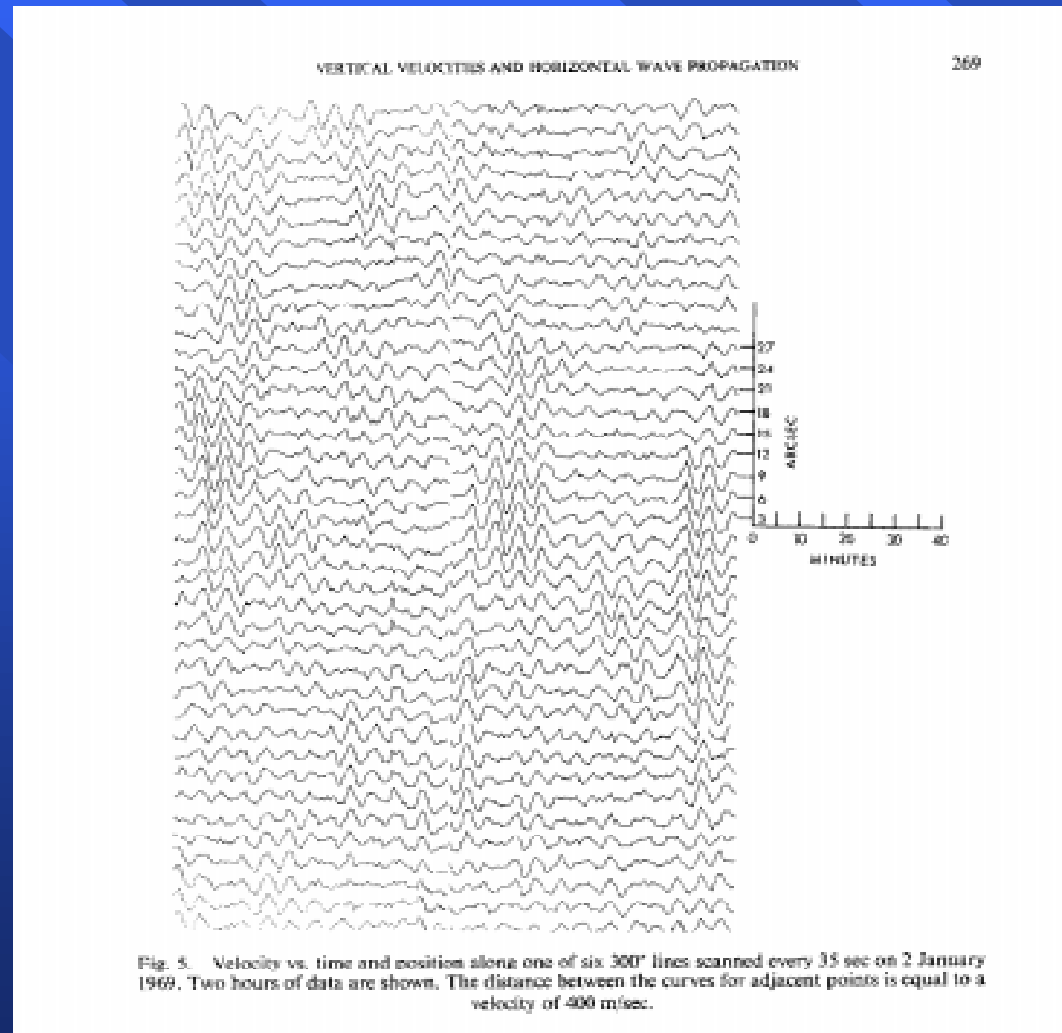 VERTICAL VELOCITIES AND HORIZONTAL WAVE PROPAGATION
269
27
24
21
18
15
12
9
6
3
ARCSEC
0
10
20
30
40
MINUTES
Fig. 5. Velocity vs. time and position along one of six 300" lines scanned every 35 sec on 2 January
1969. Two hours of data are shown. The distance between the curves for adjacent points is equal to a
velocity of 400 m/sec.